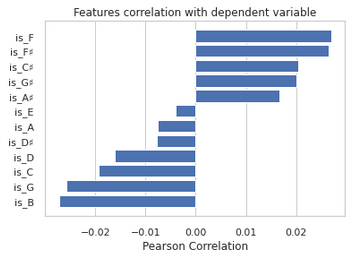 Features correlation with dependent variable
is_F
is_F♯
is_C♯
is_G♯
is_A♯
is_E
is_A
is_D♯
is_D
is_C
is_G
is_B
−0.02 −0.01 0.00 0.01 0.02
Pearson Correlation